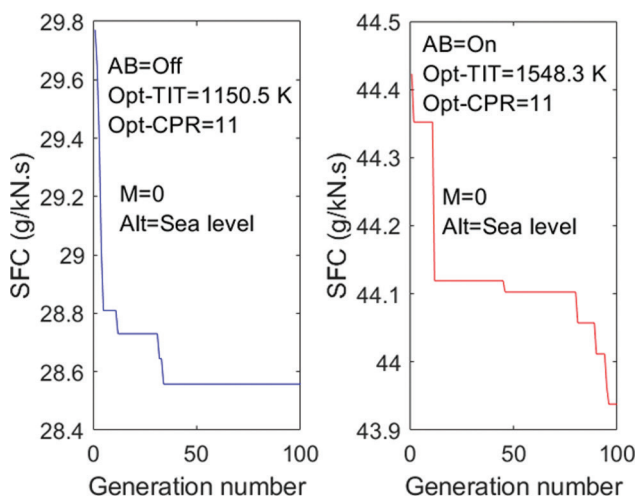 29.8
29.6
29.4
29.2
29
28.8
28.6
28.4
SFC (g/kN.s)
AB=Off
Opt-TIT=1150.5 K
Opt-CPR=11
M=0
Alt=Sea level
0
50
100
Generation number
44.5
44.4
44.3
44.2
44.1
44
43.9
SFC (g/kN.s)
AB=On
Opt-TIT=1548.3 K
Opt-CPR=11
M=0
Alt=Sea level
0
50
100
Generation number